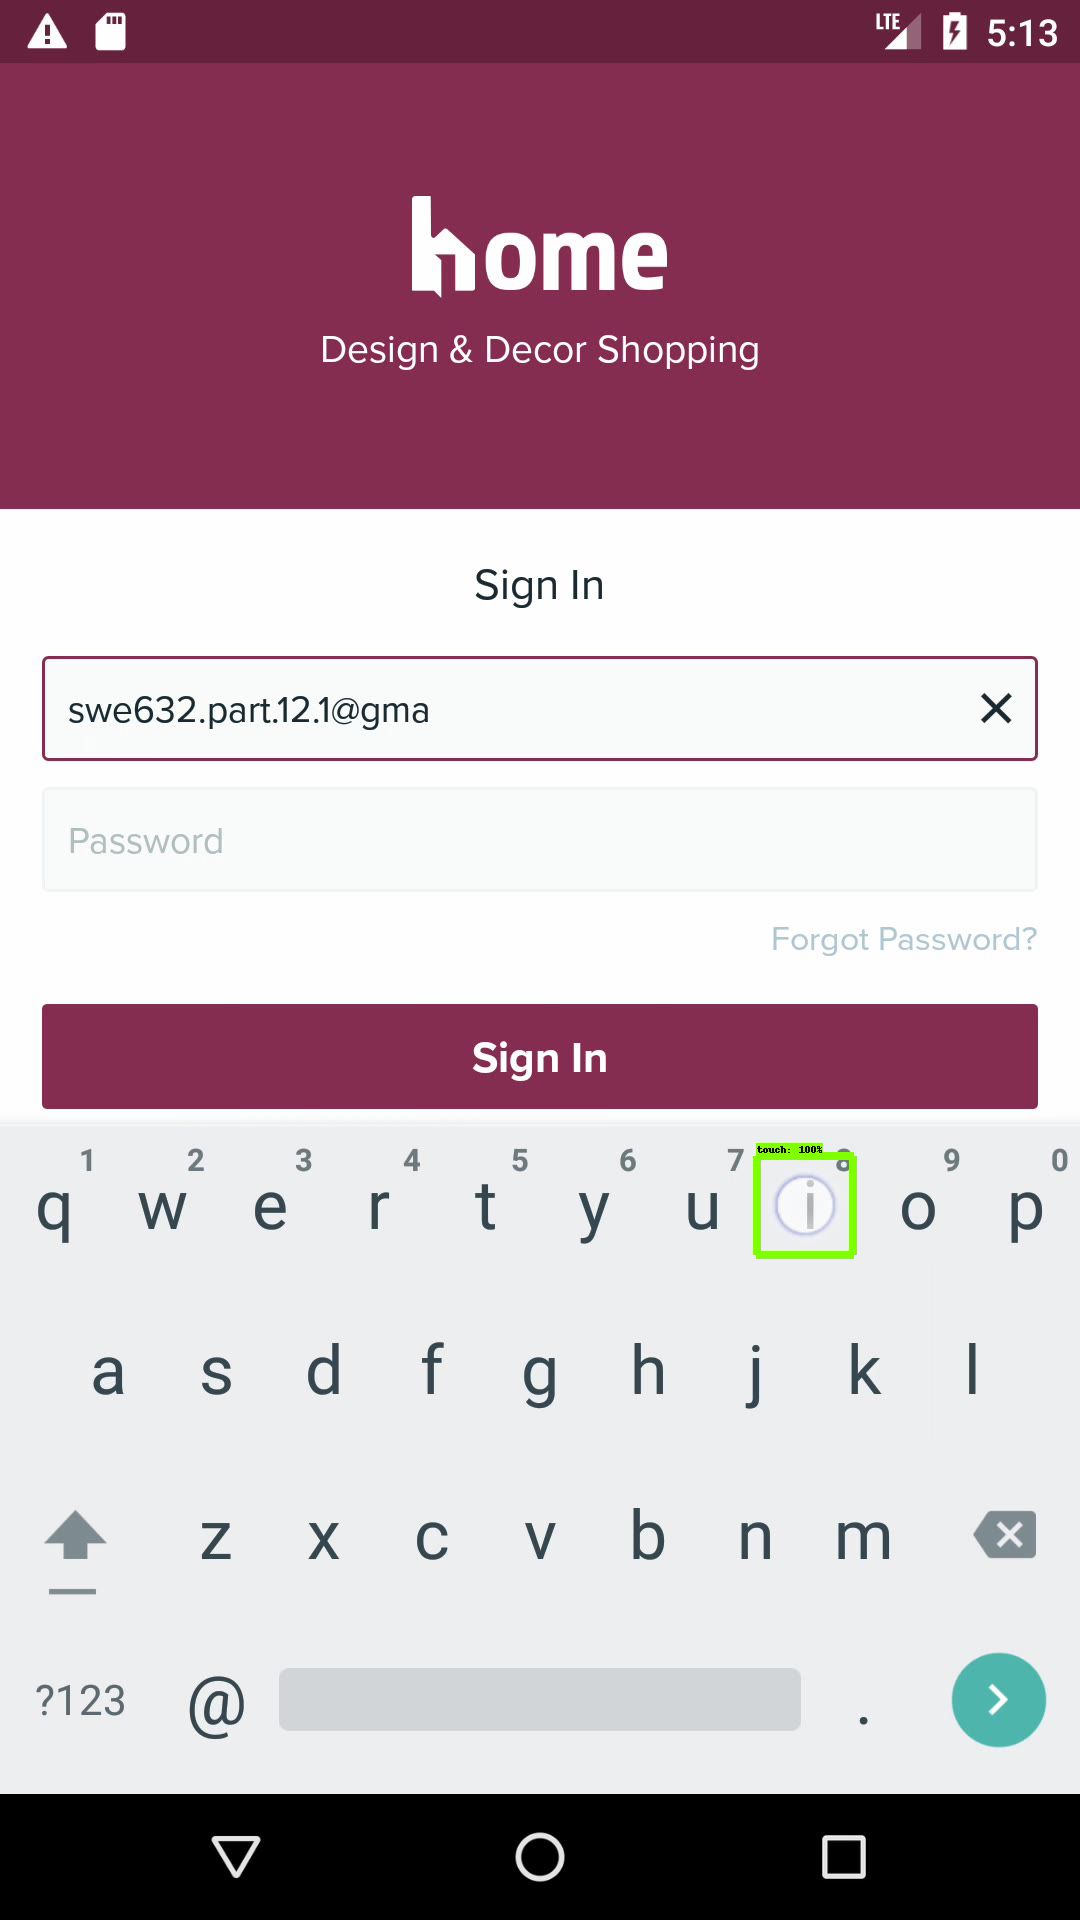 LTE 5:13
home
Design & Decor Shopping
Sign In
swe632.part.12.1@gma
Password
Forgot Password?
Sign In
touch: 100%
1 2 3 4 5 6 7 8 9 0
q w e r t y u i o p
a s d f g h j k l
z x c v b n m
?123 @ .